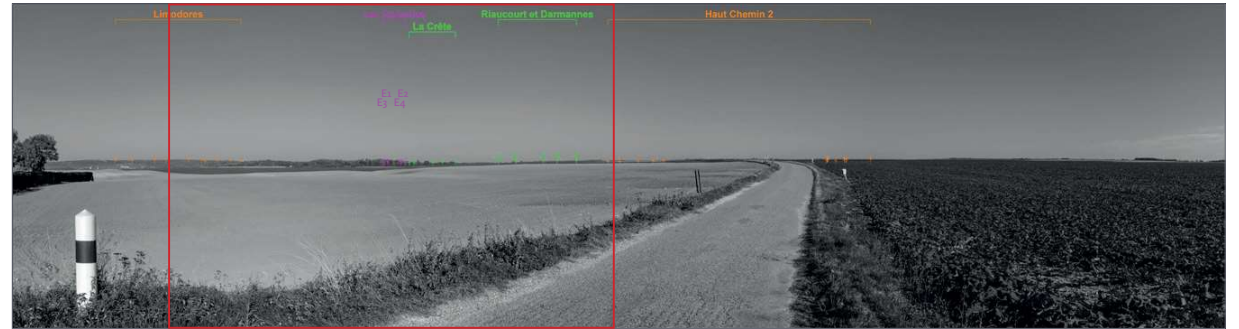 Limodores
Riaucourt et Darmannes
Haut Chemin 2
La Crête
E1 E2
E3 E4